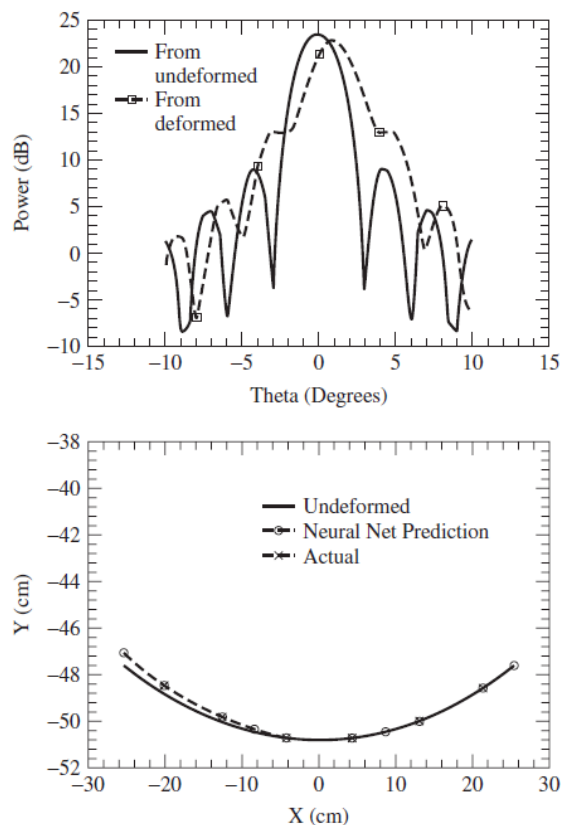 25
20
15
10
5
0
−5
−10
Power (dB)
From
undeformed
From
deformed
−15 −10 −5 0 5 10 15
Theta (Degrees)
−38
−40
−42
−44
−46
−48
−50
−52
Y (cm)
Undeformed
Neural Net Prediction
Actual
−30 −20 −10 0 10 20 30
X (cm)